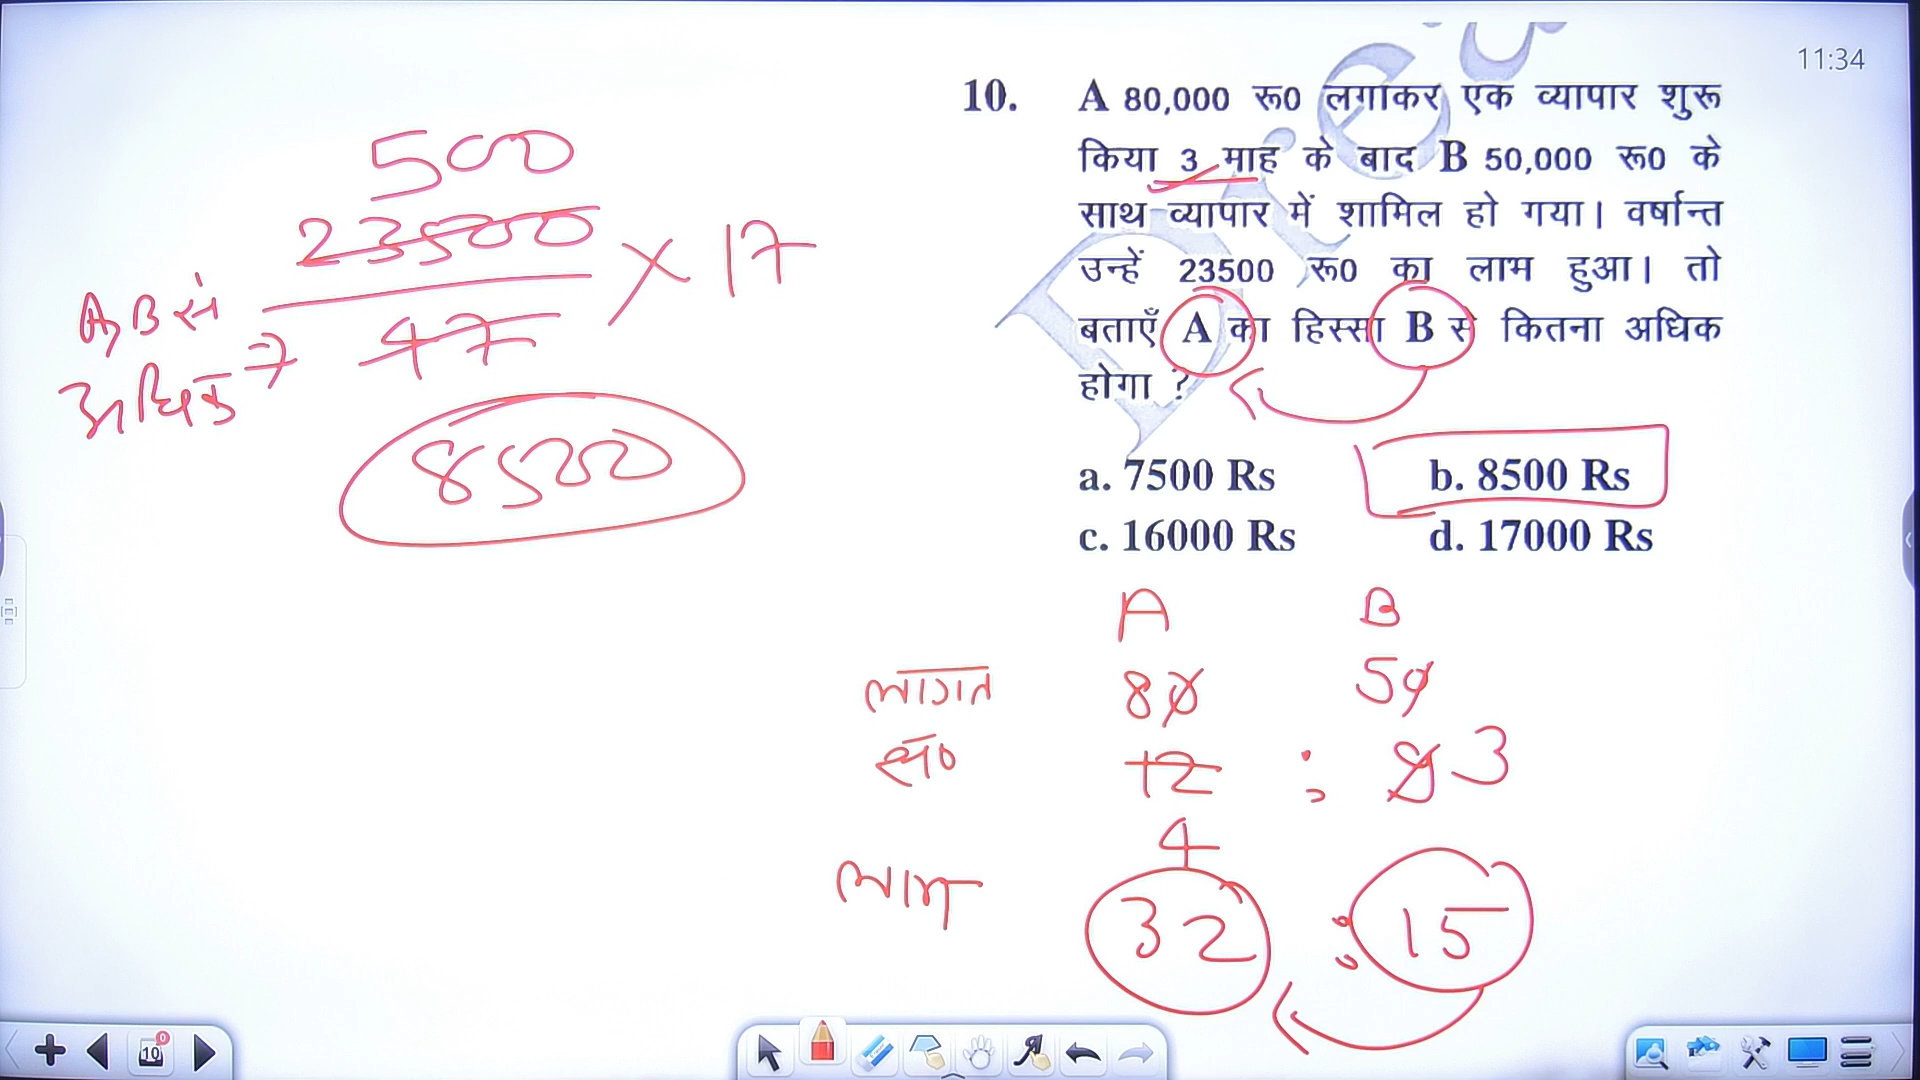 11:34
10. A 80,000 रू0 लगाकर एक व्यापार शुरू
किया 3 माह के बाद B 50,000 रू0 के
साथ व्यापार में शामिल हो गया। वर्षान्त
उन्हें 23500 रू0 का लाभ हुआ। तो
बताएँ A का हिस्सा B से कितना अधिक
होगा ?
a. 7500 Rs b. 8500 Rs
c. 16000 Rs d. 17000 Rs
500
23500 × 17
A, B से
47
अधिक →
8500
A B
लागत 80 50
स0 12 : 9 3
4
लाभ 32 : 15
10
0